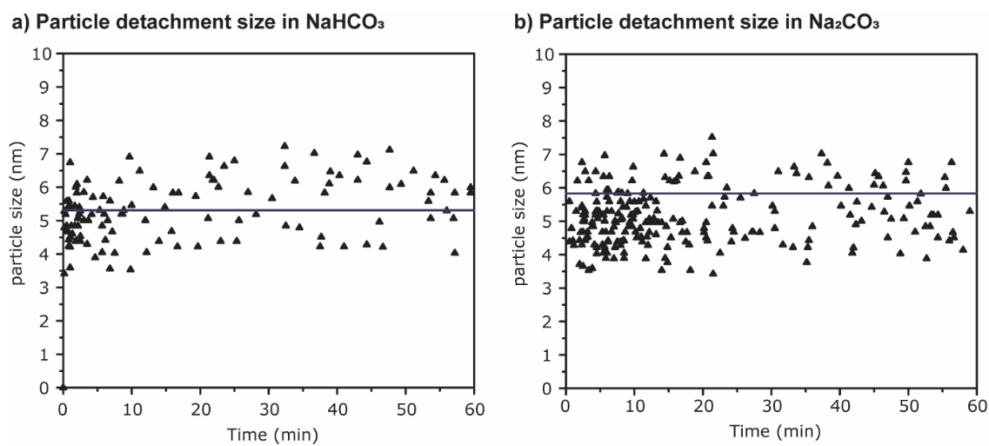 a) Particle detachment size in NaHCO₃
10
9
8
7
6
5
4
3
2
1
0
particle size (nm)
0 10 20 30 40 50 60
Time (min)
b) Particle detachment size in Na₂CO₃
10
9
8
7
6
5
4
3
2
1
0
particle size (nm)
0 10 20 30 40 50 60
Time (min)